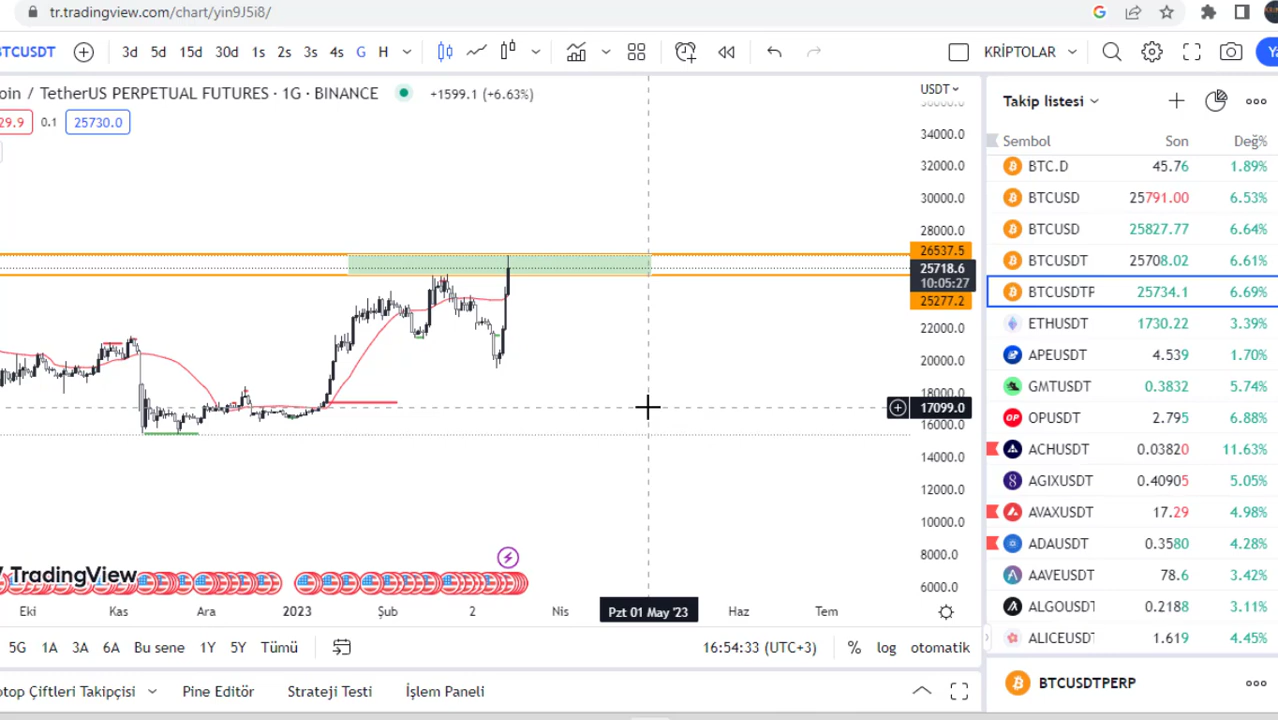 tr.tradingview.com/chart/yin9J5i8/
BTCUSDT 3d 5d 15d 30d 1s 2s 3s 4s G H KRİPTOLAR
oin / TetherUS PERPETUAL FUTURES · 1G · BINANCE +1599.1 (+6.63%)
29.9 0.1 25730.0
USDT
36000.0
34000.0
32000.0
30000.0
28000.0
26537.5
25718.6
10:05:27
25277.2
22000.0
20000.0
18000.0
17099.0
16000.0
14000.0
12000.0
10000.0
8000.0
6000.0
TradingView
Eki Kas Ara 2023 Şub 2 Nis Pzt 01 May '23 Haz Tem
5G 1A 3A 6A Bu sene 1Y 5Y Tümü 16:54:33 (UTC+3) % log otomatik
otop Çiftleri Takipçisi Pine Editör Strateji Testi İşlem Paneli
Takip listesi
Sembol Son Değ%
BTC.D 45.76 1.89%
BTCUSD 25791.00 6.53%
BTCUSD 25827.77 6.64%
BTCUSDT 25708.02 6.61%
BTCUSDTP 25734.1 6.69%
ETHUSDT 1730.22 3.39%
APEUSDT 4.539 1.70%
GMTUSDT 0.3832 5.74%
OPUSDT 2.795 6.88%
ACHUSDT 0.03820 11.63%
AGIXUSDT 0.40905 5.05%
AVAXUSDT 17.29 4.98%
ADAUSDT 0.3580 4.28%
AAVEUSDT 78.6 3.42%
ALGOUSDT 0.2188 3.11%
ALICEUSDT 1.619 4.45%
BTCUSDTPERP